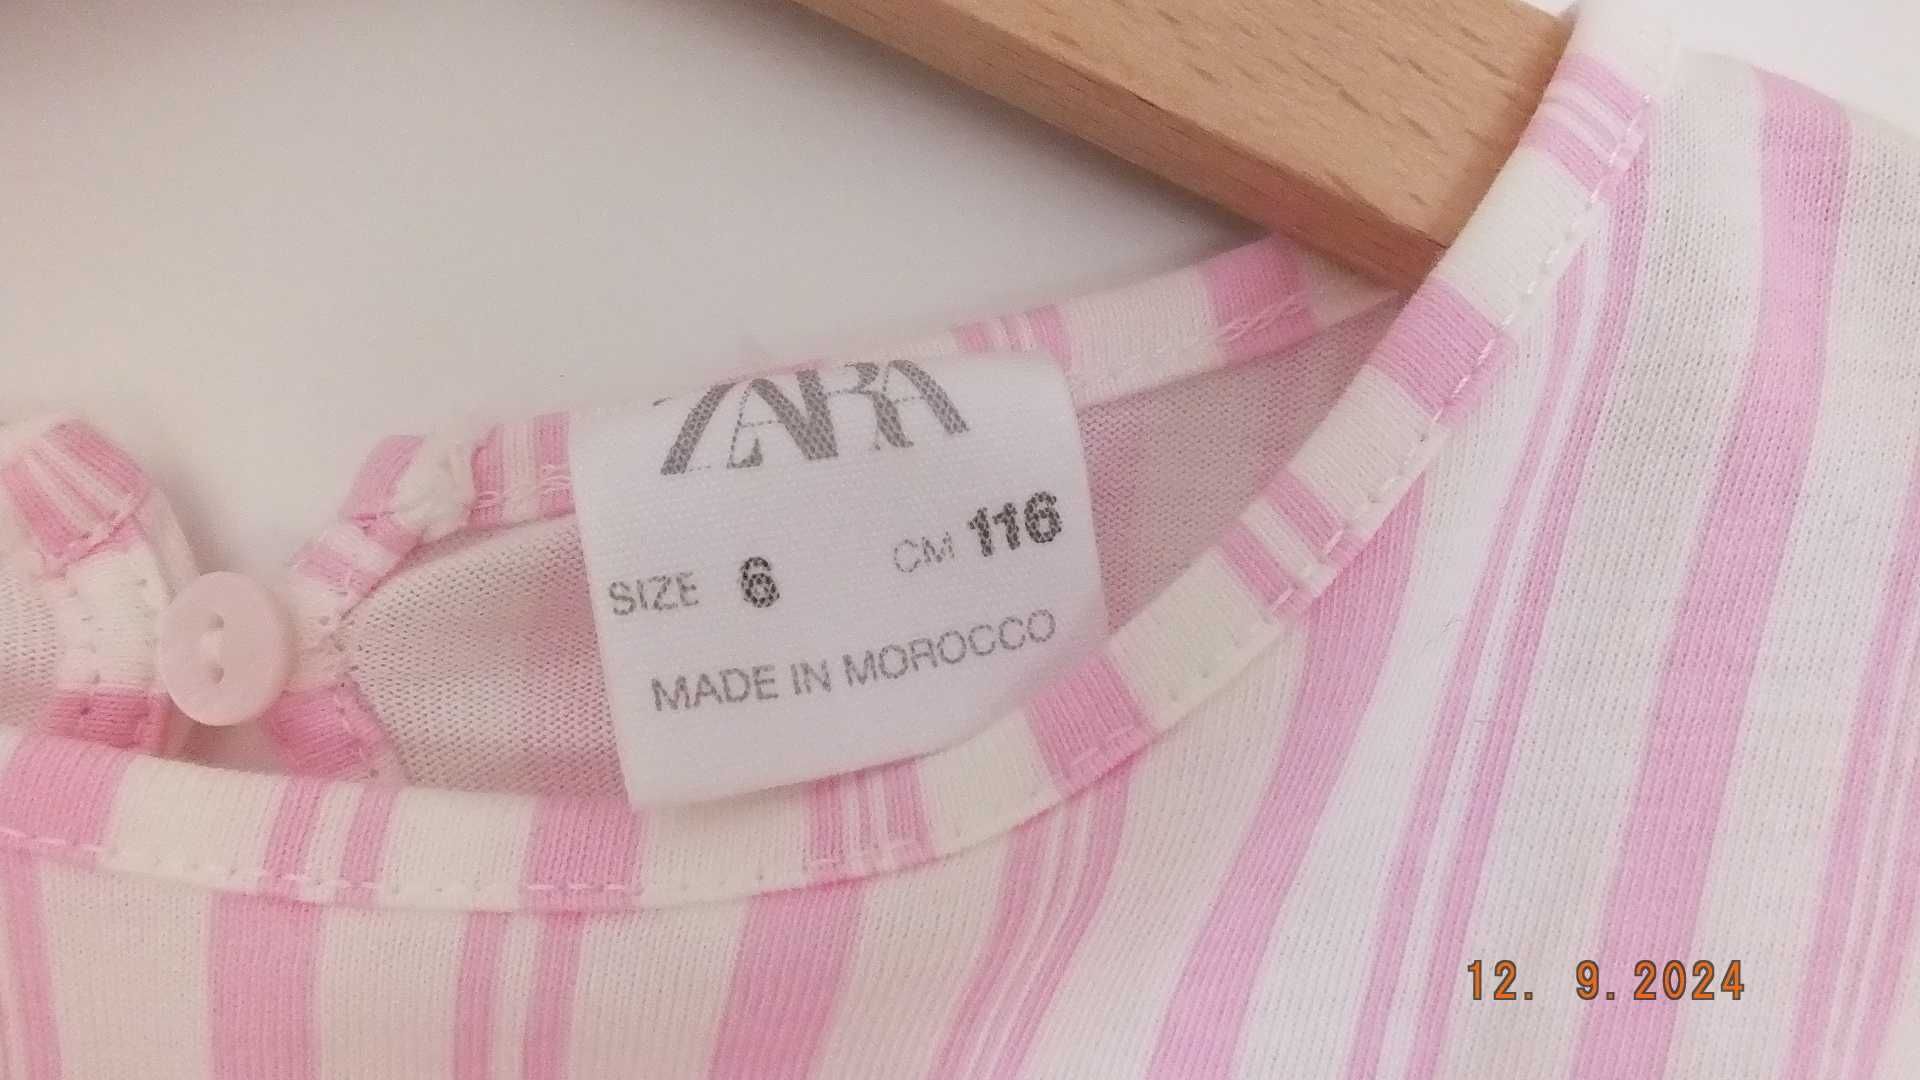 ZARA
SIZE 6 CM 116
MADE IN MOROCCO
12. 9.2024